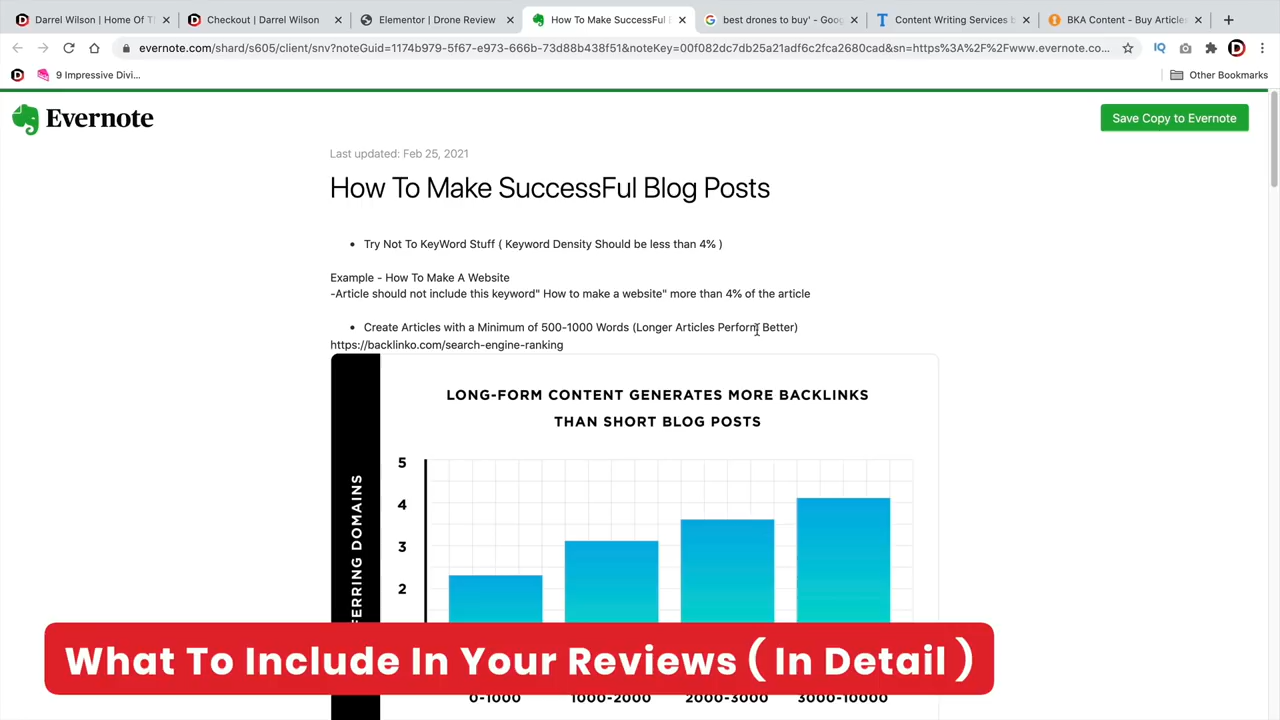 Darrel Wilson | Home Of T
Checkout | Darrel Wilson
Elementor | Drone Review
How To Make SuccessFul
best drones to buy' - Goog
Content Writing Services b
BKA Content - Buy Articles
evernote.com/shard/s605/client/snv?noteGuid=1174b979-5f67-e973-666b-73d88b438f51&noteKey=00f082dc7db25a21adf6c2fca2680cad&sn=https%3A%2F%2Fwww.evernote.co...
9 Impressive Divi...
Other Bookmarks
Evernote
Save Copy to Evernote
Last updated: Feb 25, 2021
How To Make SuccessFul Blog Posts
• Try Not To KeyWord Stuff ( Keyword Density Should be less than 4% )
Example - How To Make A Website
-Article should not include this keyword" How to make a website" more than 4% of the article
• Create Articles with a Minimum of 500-1000 Words (Longer Articles Perform Better)
https://backlinko.com/search-engine-ranking
LONG-FORM CONTENT GENERATES MORE BACKLINKS
THAN SHORT BLOG POSTS
5
4
3
2
FERRING DOMAINS
What To Include In Your Reviews ( In Detail )
0-1000 1000-2000 2000-3000 3000-10000